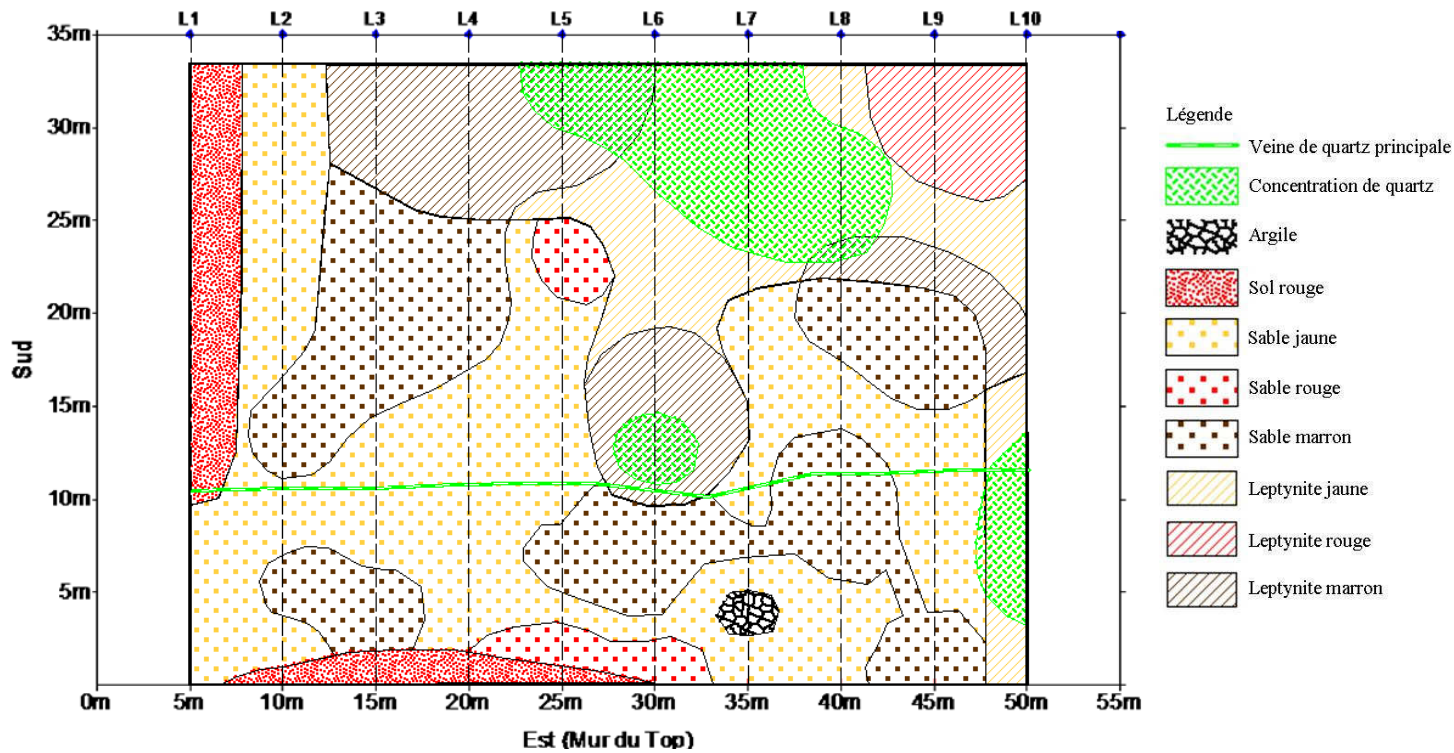 L1 L2 L3 L4 L5 L6 L7 L8 L9 L10
35m
30m
25m
20m
15m
10m
5m
Sud
0m 5m 10m 15m 20m 25m 30m 35m 40m 45m 50m 55m
Est (Mur du Top)
Légende
Veine de quartz principale
Concentration de quartz
Argile
Sol rouge
Sable jaune
Sable rouge
Sable marron
Leptynite jaune
Leptynite rouge
Leptynite marron